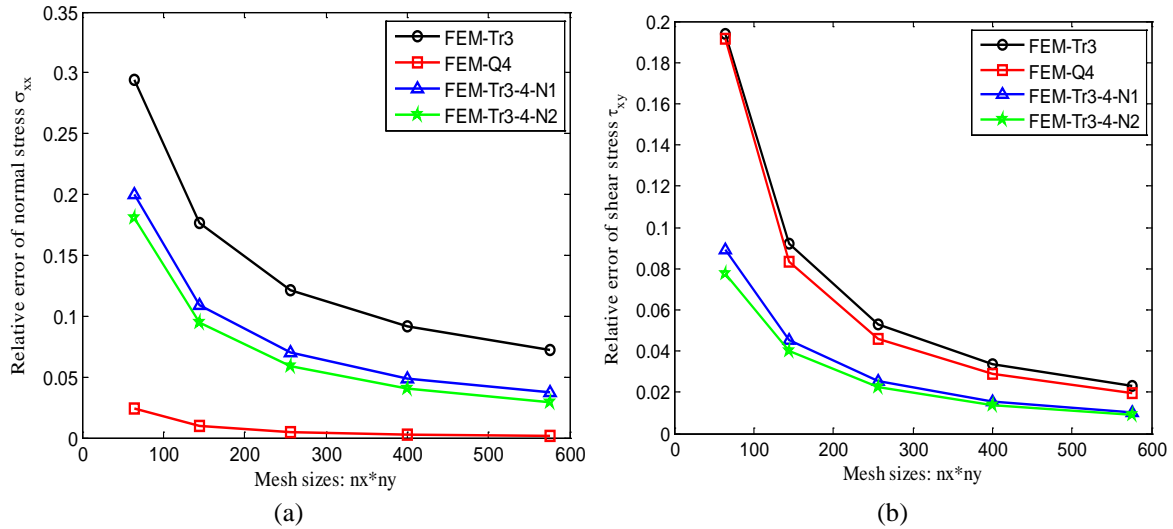 0.35
0.3
0.25
0.2
0.15
0.1
0.05
0
0 100 200 300 400 500 600
Relative error of normal stress σxx
Mesh sizes: nx*ny
FEM-Tr3
FEM-Q4
FEM-Tr3-4-N1
FEM-Tr3-4-N2
(a)
0.2
0.18
0.16
0.14
0.12
0.1
0.08
0.06
0.04
0.02
0
0 100 200 300 400 500 600
Relative error of shear stress τxy
Mesh sizes: nx*ny
FEM-Tr3
FEM-Q4
FEM-Tr3-4-N1
FEM-Tr3-4-N2
(b)